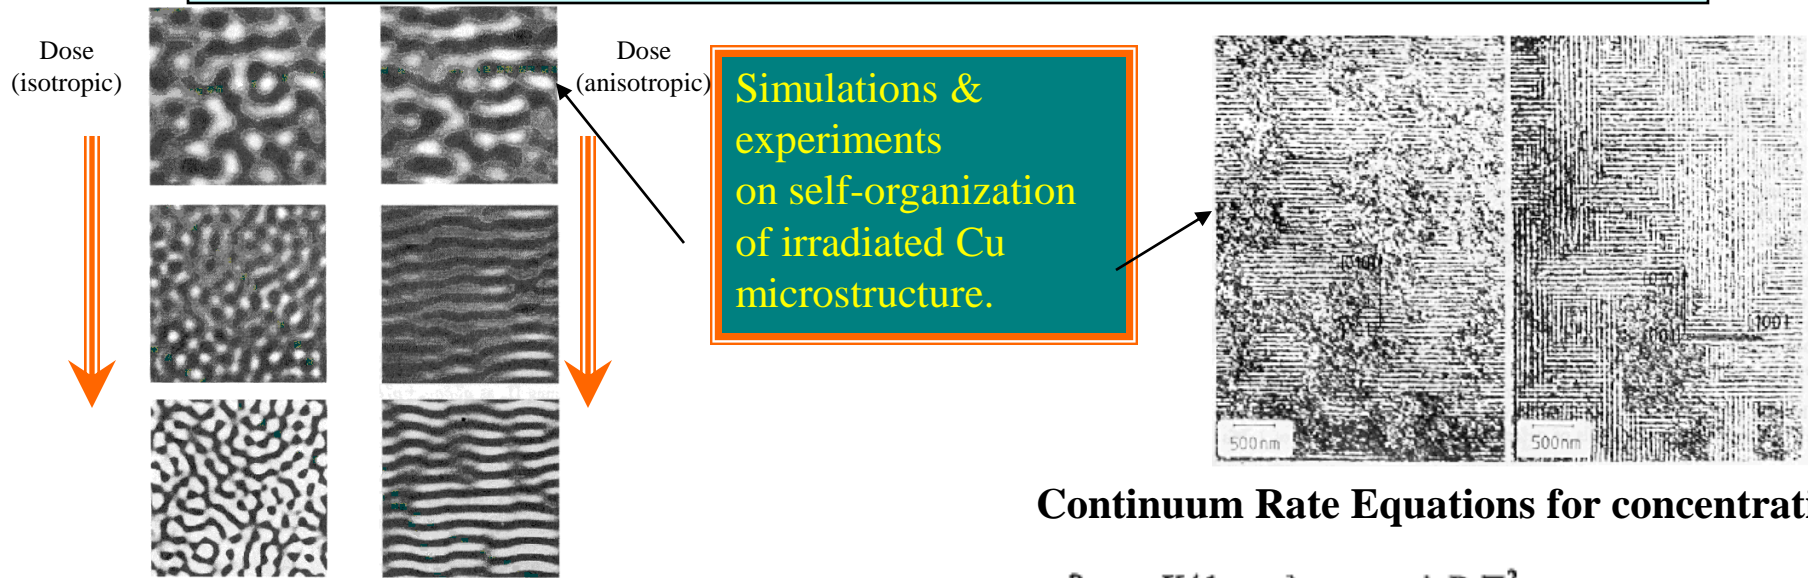 Dose
(isotropic)
Dose
(anisotropic)
Simulations &
experiments
on self-organization
of irradiated Cu
microstructure.
500nm
500nm
Continuum Rate Equations for